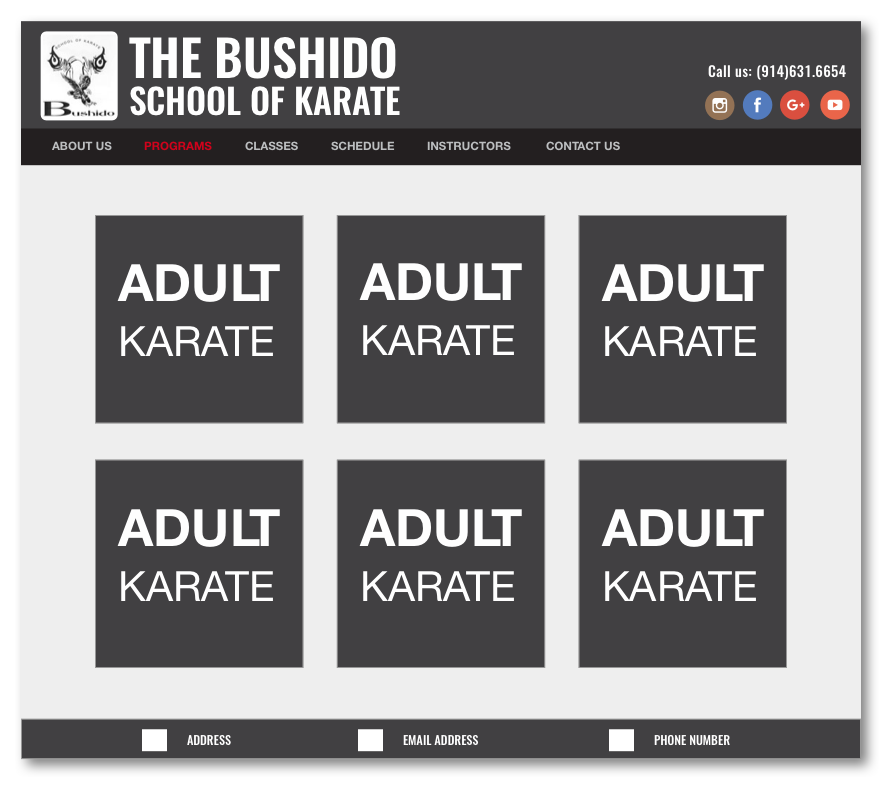 SCHOOL OF KARATE
Bushido
THE BUSHIDO
SCHOOL OF KARATE
Call us: (914)631.6654
ABOUT US PROGRAMS CLASSES SCHEDULE INSTRUCTORS CONTACT US
ADULT ADULT ADULT
KARATE KARATE KARATE
ADULT ADULT ADULT
KARATE KARATE KARATE
ADDRESS EMAIL ADDRESS PHONE NUMBER